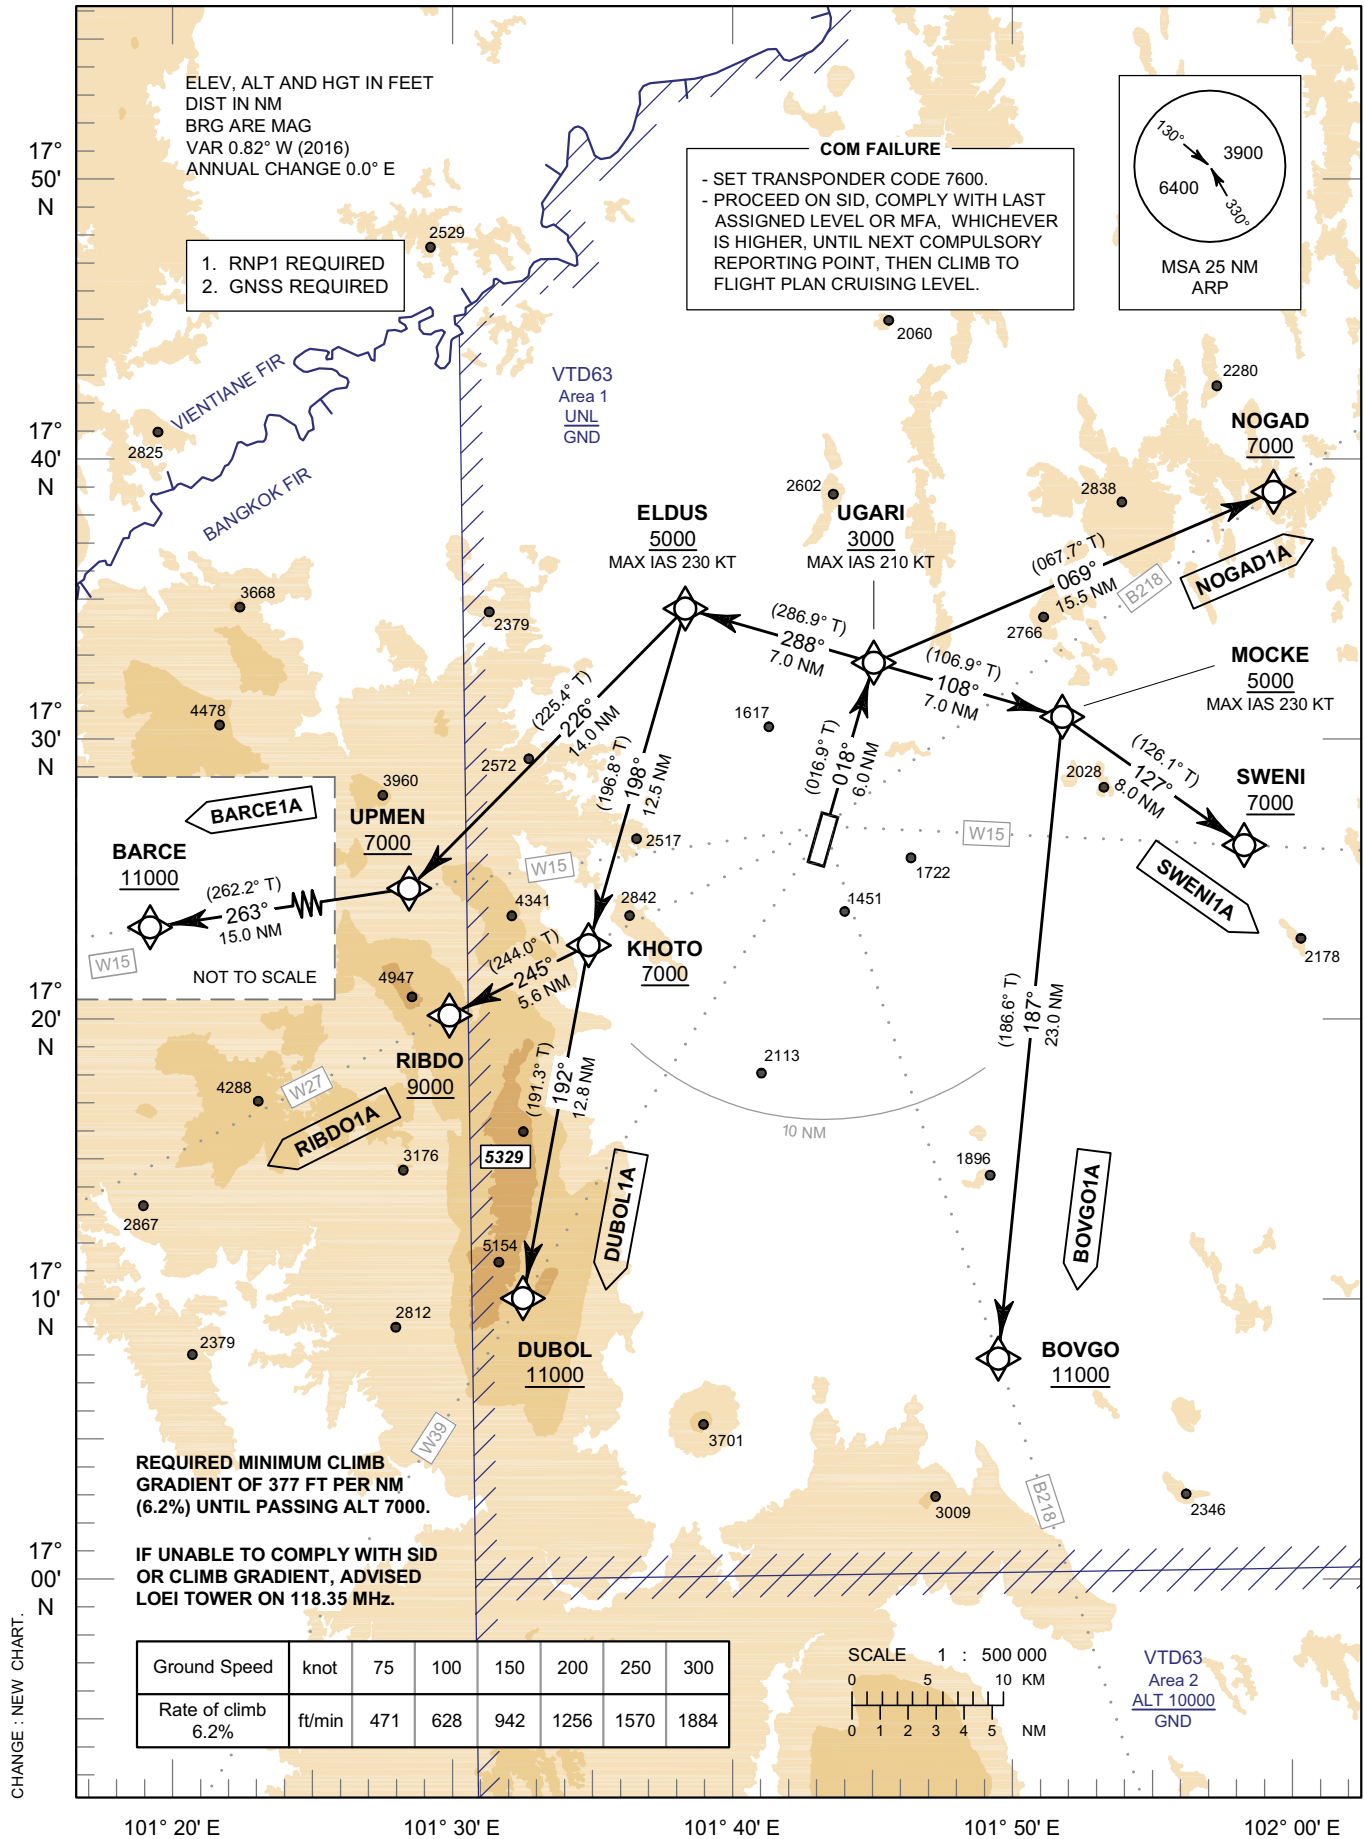 ELEV, ALT AND HGT IN FEET
DIST IN NM
BRG ARE MAG
VAR 0.82° W (2016)
ANNUAL CHANGE 0.0° E
1. RNP1 REQUIRED
2. GNSS REQUIRED
COM FAILURE
- SET TRANSPONDER CODE 7600.
- PROCEED ON SID, COMPLY WITH LAST
ASSIGNED LEVEL OR MFA, WHICHEVER
IS HIGHER, UNTIL NEXT COMPULSORY
REPORTING POINT, THEN CLIMB TO
FLIGHT PLAN CRUISING LEVEL.
130°
3900
6400
330°
MSA 25 NM
ARP
17°
50'
N
2529
2060
2280
VIENTIANE FIR
BANGKOK FIR
VTD63
Area 1
UNL
GND
17°
40'
N
2825
2602
2838
NOGAD
7000
ELDUS
5000
MAX IAS 230 KT
UGARI
3000
MAX IAS 210 KT
(067.7° T)
069°
15.5 NM
B218
NOGAD1A
3668
2379
2766
(286.9° T)
288°
7.0 NM
(106.9° T)
108°
7.0 NM
MOCKE
5000
MAX IAS 230 KT
17°
30'
N
4478
1617
2572
(225.4° T)
226°
14.0 NM
(196.8° T)
198°
12.5 NM
(016.9° T)
018°
6.0 NM
(126.1° T)
127°
8.0 NM
2028
SWENI
7000
3960
UPMEN
7000
BARCE1A
BARCE
11000
(262.2° T)
263°
15.0 NM
W15
NOT TO SCALE
2517
W15
W15
1722
SWENI1A
4341
2842
1451
2178
KHOTO
7000
(244.0° T)
245°
5.6 NM
4947
17°
20'
N
RIBDO
9000
(186.6° T)
187°
23.0 NM
2113
10 NM
4288
W27
RIBDO1A
(191.3° T)
192°
12.8 NM
5329
3176
2867
1896
DUBOL1A
BOVGO1A
5154
17°
10'
N
2812
2379
DUBOL
11000
BOVGO
11000
3701
W39
REQUIRED MINIMUM CLIMB
GRADIENT OF 377 FT PER NM
(6.2%) UNTIL PASSING ALT 7000.
3009
B218
2346
17°
00'
N
IF UNABLE TO COMPLY WITH SID
OR CLIMB GRADIENT, ADVISED
LOEI TOWER ON 118.35 MHz.
Ground Speed knot 75 100 150 200 250 300
Rate of climb 6.2% ft/min 471 628 942 1256 1570 1884
SCALE 1 : 500 000
0 5 10 KM
0 1 2 3 4 5 NM
VTD63
Area 2
ALT 10000
GND
CHANGE : NEW CHART.
101° 20' E 101° 30' E 101° 40' E 101° 50' E 102° 00' E